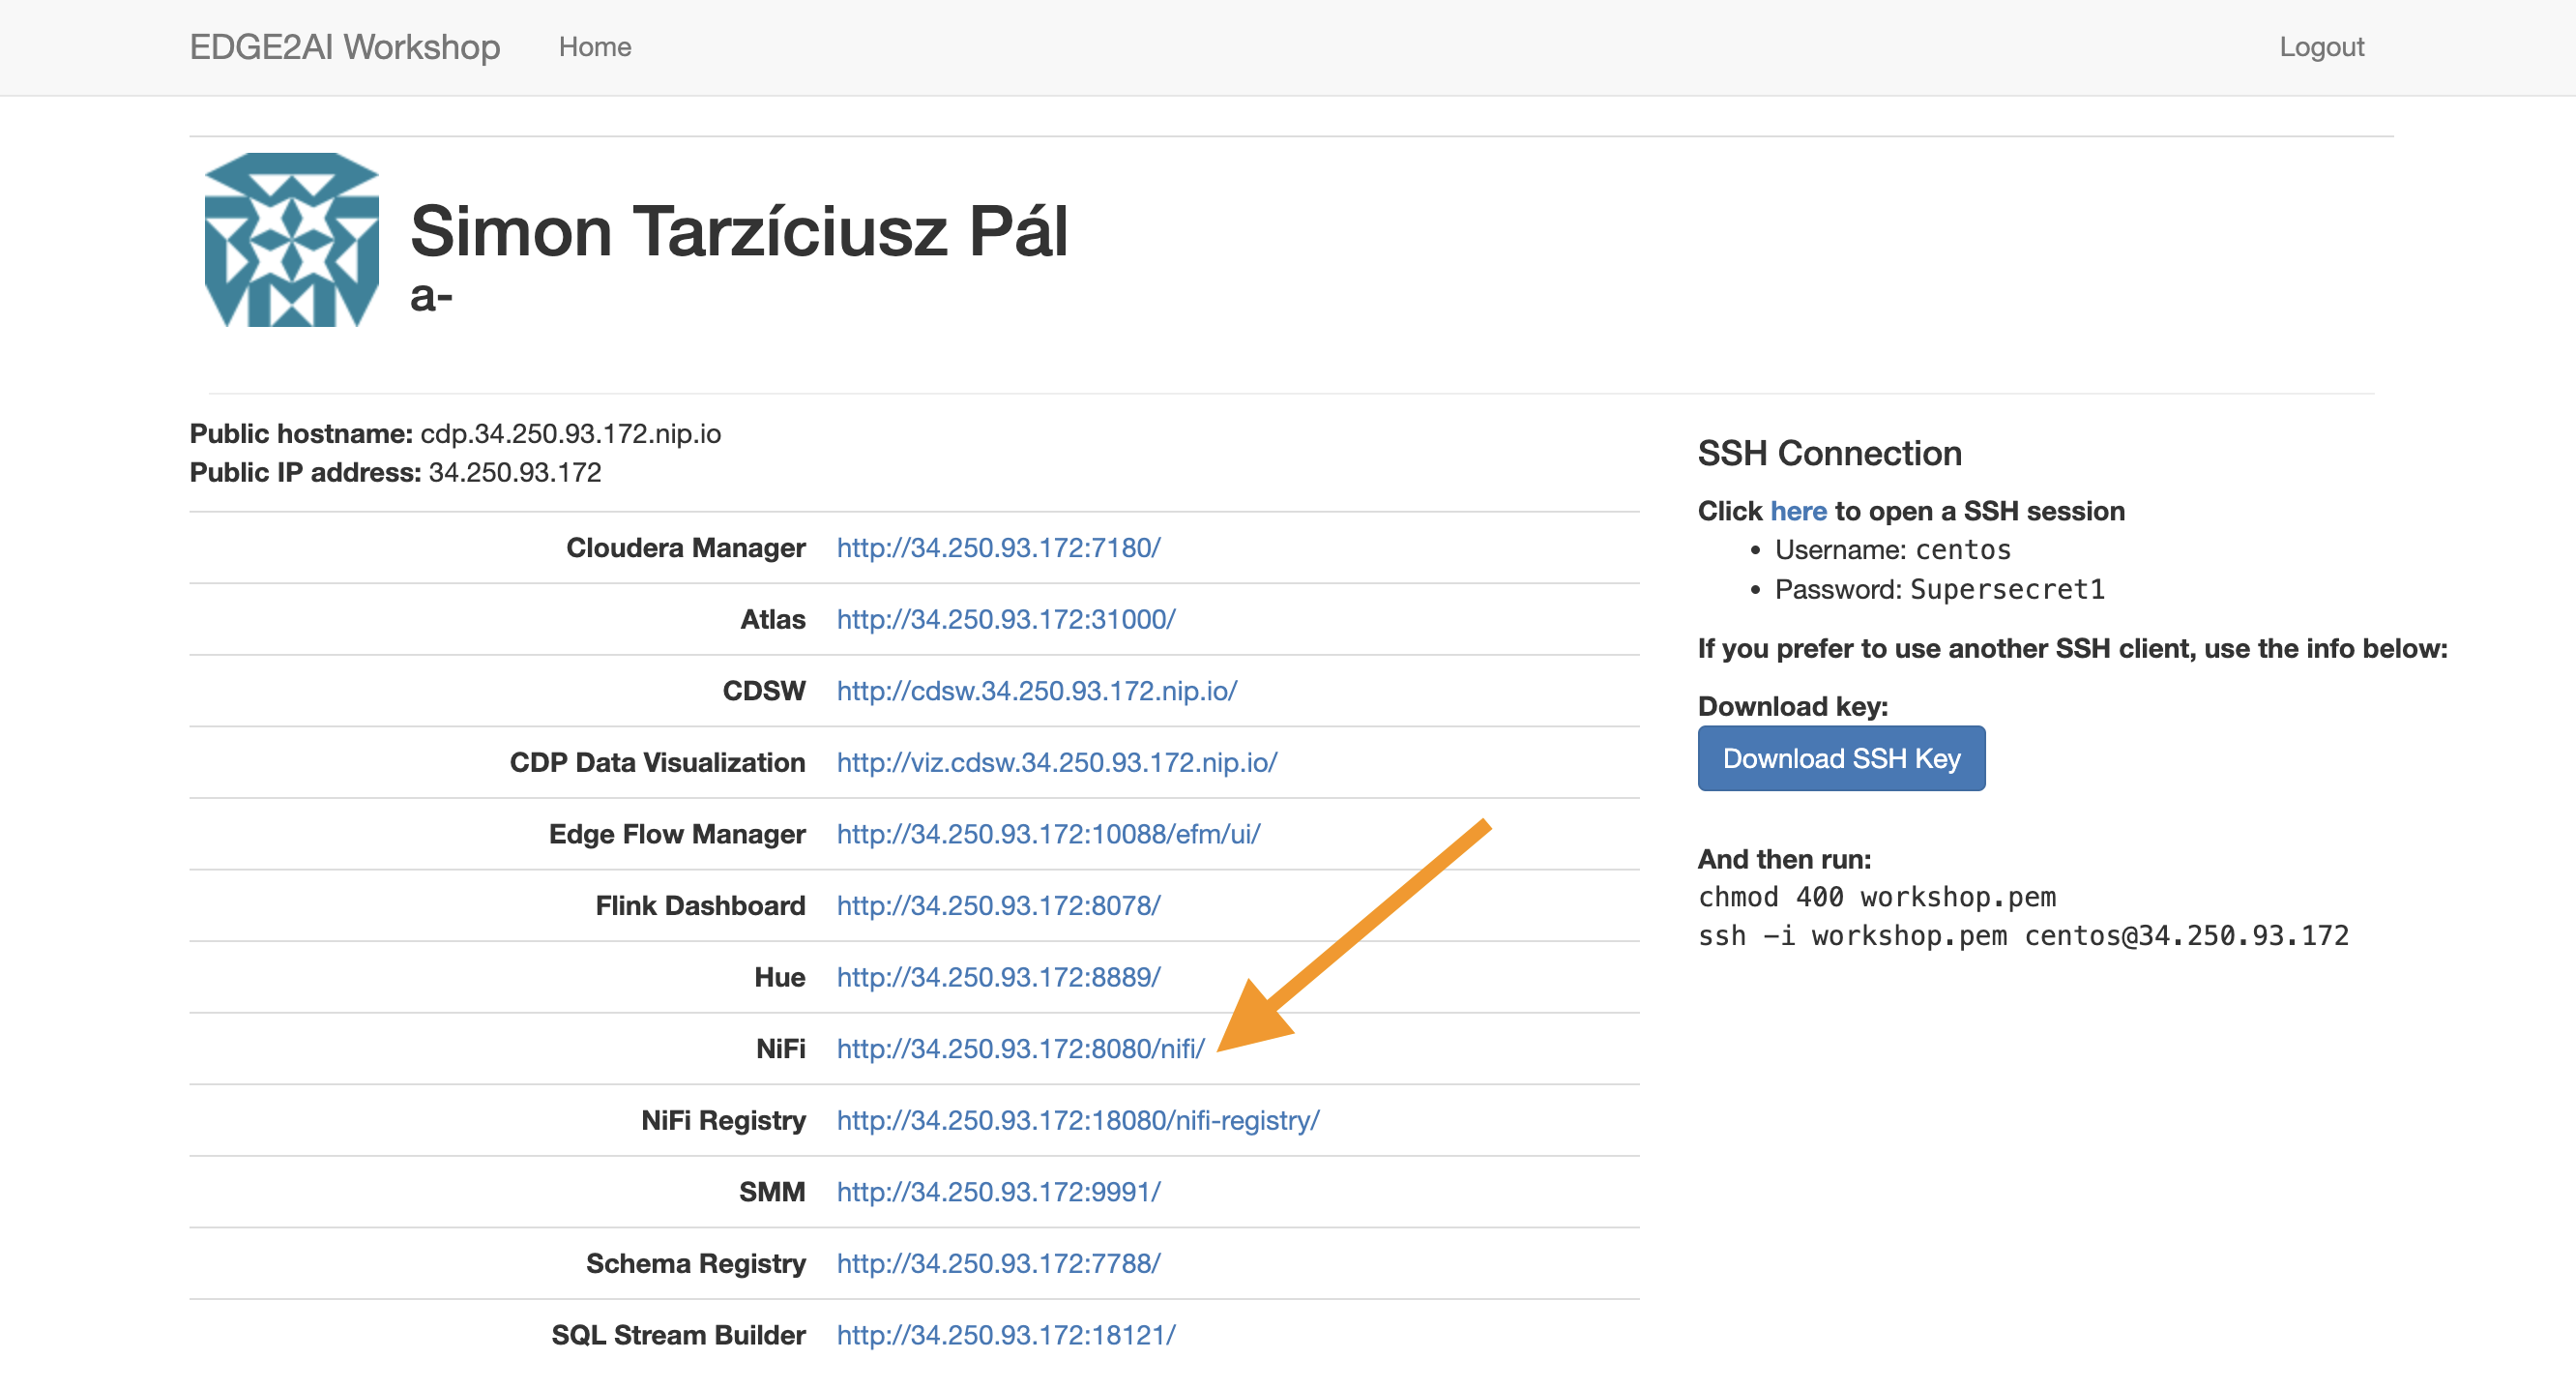 EDGE2AI Workshop Home Logout
Simon Tarzíciusz Pál
a-
Public hostname: cdp.34.250.93.172.nip.io
Public IP address: 34.250.93.172
Cloudera Manager http://34.250.93.172:7180/
Atlas http://34.250.93.172:31000/
CDSW http://cdsw.34.250.93.172.nip.io/
CDP Data Visualization http://viz.cdsw.34.250.93.172.nip.io/
Edge Flow Manager http://34.250.93.172:10088/efm/ui/
Flink Dashboard http://34.250.93.172:8078/
Hue http://34.250.93.172:8889/
NiFi http://34.250.93.172:8080/nifi/
NiFi Registry http://34.250.93.172:18080/nifi-registry/
SMM http://34.250.93.172:9991/
Schema Registry http://34.250.93.172:7788/
SQL Stream Builder http://34.250.93.172:18121/
SSH Connection
Click here to open a SSH session
• Username: centos
• Password: Supersecret1
If you prefer to use another SSH client, use the info below:
Download key:
Download SSH Key
And then run:
chmod 400 workshop.pem
ssh -i workshop.pem centos@34.250.93.172